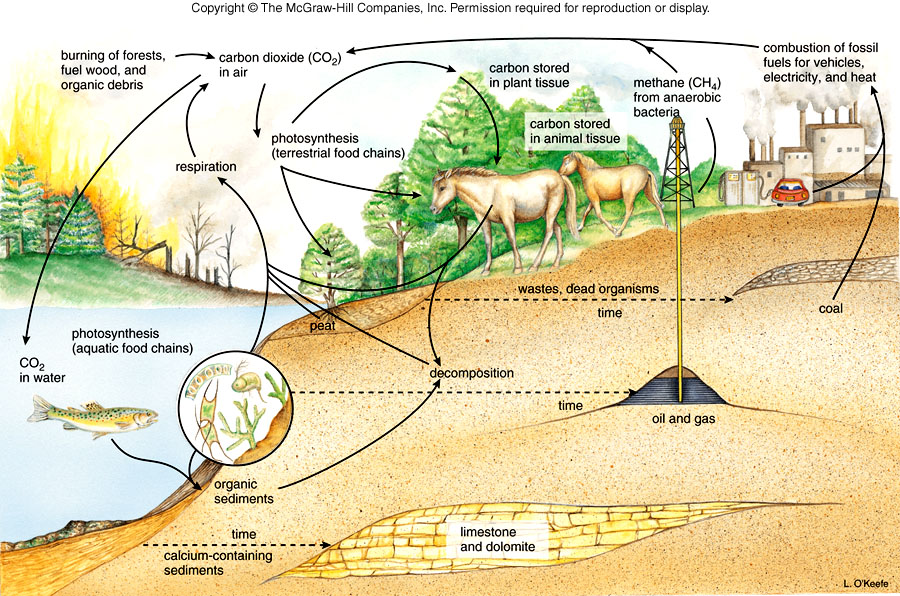 Copyright © The McGraw-Hill Companies, Inc. Permission required for reproduction or display.
burning of forests,
fuel wood, and
organic debris
carbon dioxide (CO₂)
in air
carbon stored
in plant tissue
combustion of fossil
fuels for vehicles,
electricity, and heat
methane (CH₄)
from anaerobic
bacteria
carbon stored
in animal tissue
photosynthesis
(terrestrial food chains)
respiration
wastes, dead organisms
time
coal
peat
photosynthesis
(aquatic food chains)
CO₂
in water
decomposition
time
oil and gas
organic
sediments
time
calcium-containing
sediments
limestone
and dolomite
L. O'Keefe